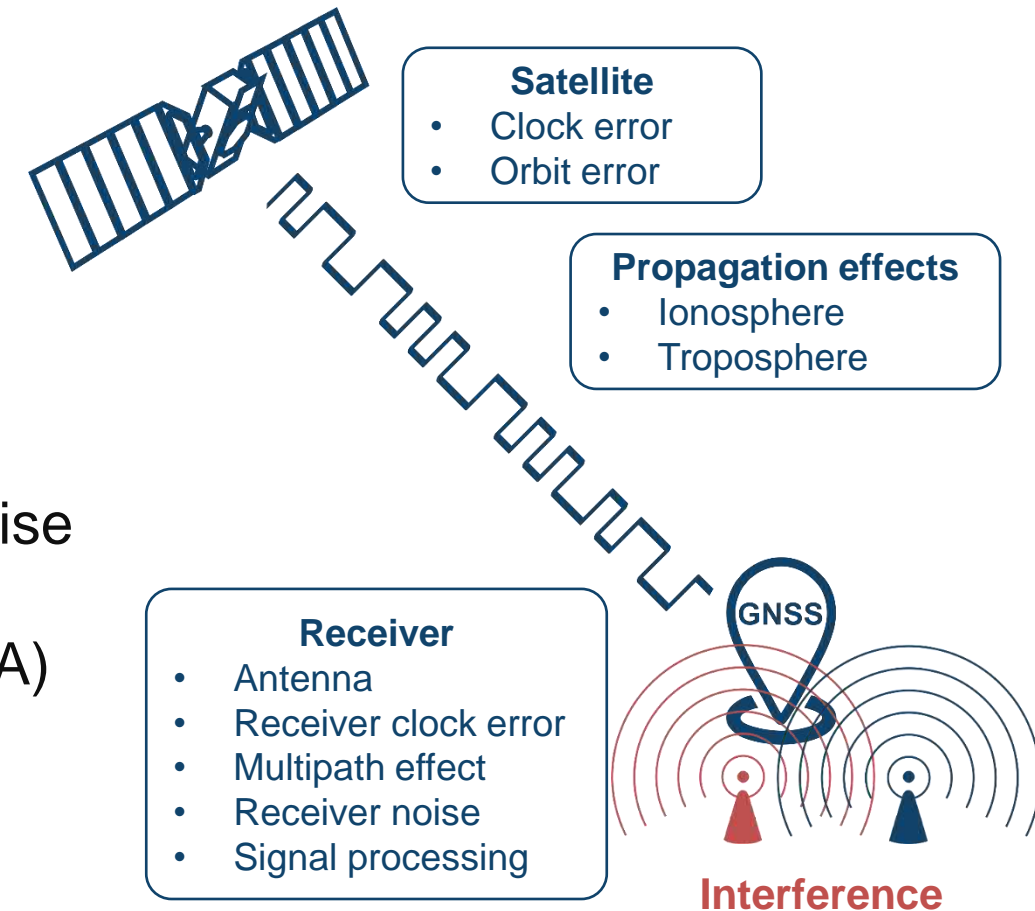 Satellite
• Clock error
• Orbit error
Propagation effects
• Ionosphere
• Troposphere
ise
A)
Receiver
• Antenna
• Receiver clock error
• Multipath effect
• Receiver noise
• Signal processing
GNSS
Interference